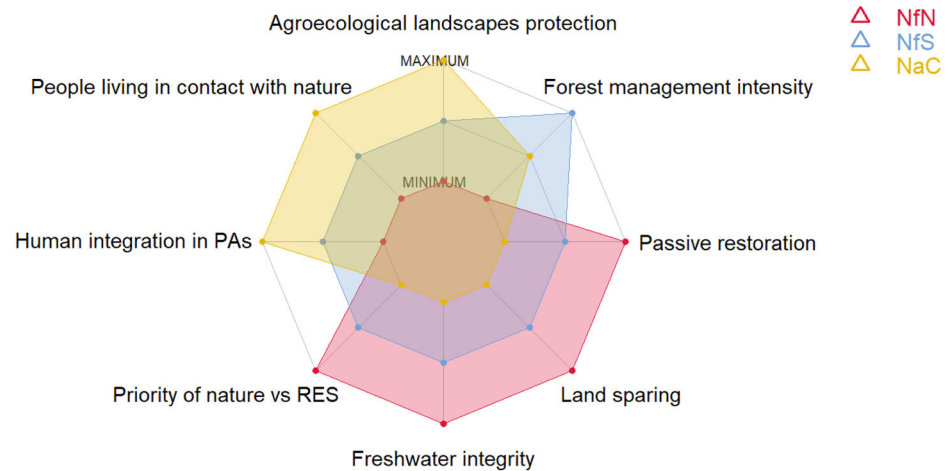 Agroecological landscapes protection
NfN
NfS
NaC
MAXIMUM
People living in contact with nature
Forest management intensity
MINIMUM
Human integration in PAs
Passive restoration
Priority of nature vs RES
Land sparing
Freshwater integrity